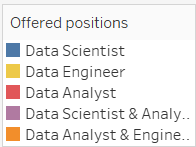 Offered positions
Data Scientist
Data Engineer
Data Analyst
Data Scientist & Analy..
Data Analyst & Engine..